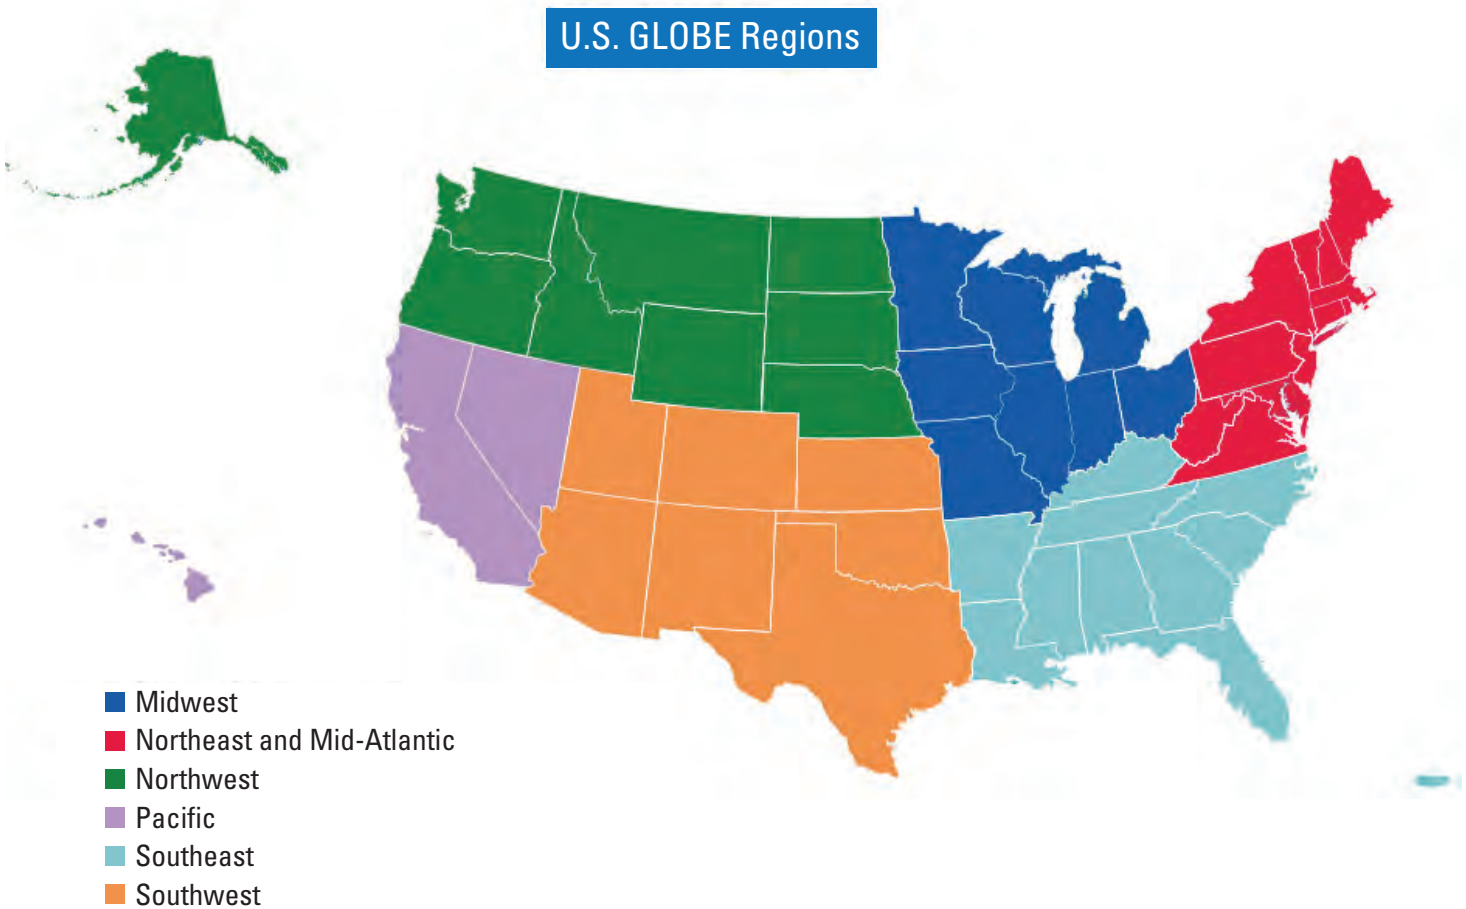 U.S. GLOBE Regions
Midwest
Northeast and Mid-Atlantic
Northwest
Pacific
Southeast
Southwest